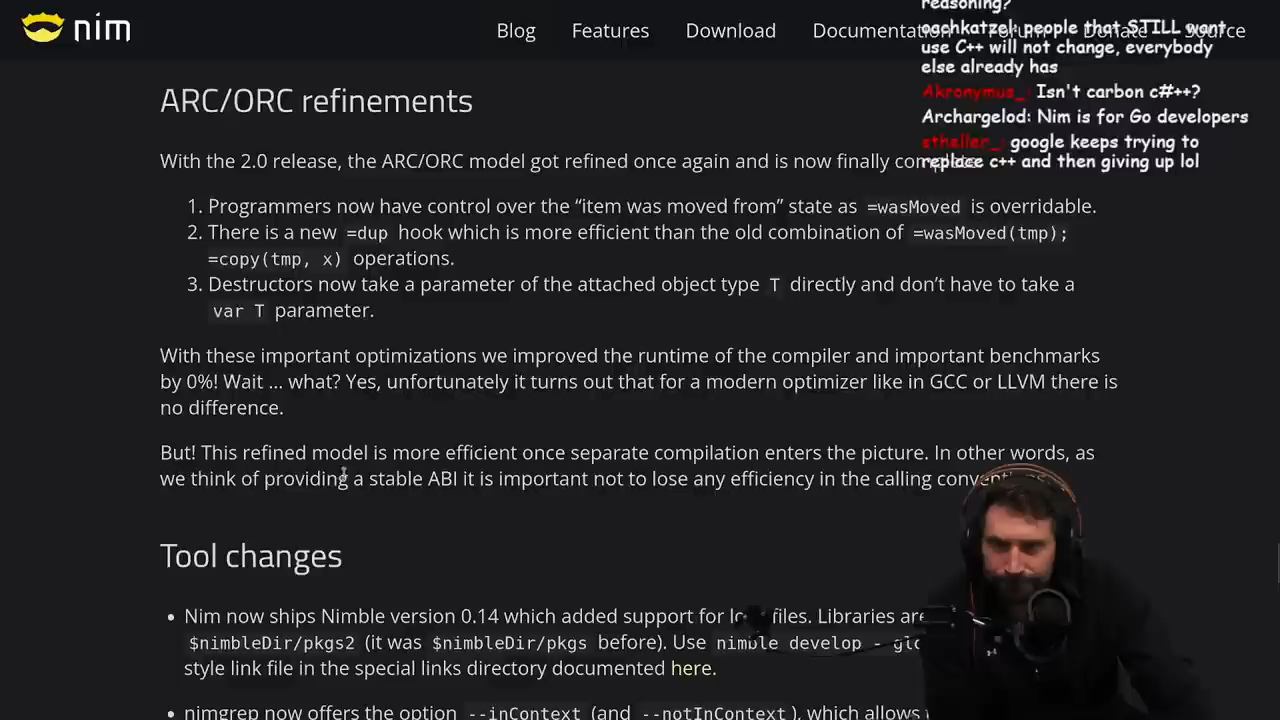 nim
Blog Features Download Documentation Forum Donate Source
reasoning?
oachkatzel: people that STILL want
use C++ will not change, everybody
else already has
Akronymus_: Isn't carbon c#++?
Archargelod: Nim is for Go developers
stheller_: google keeps trying to
replace c++ and then giving up lol
ARC/ORC refinements
With the 2.0 release, the ARC/ORC model got refined once again and is now finally
1. Programmers now have control over the “item was moved from” state as =wasMoved is overridable.
2. There is a new =dup hook which is more efficient than the old combination of =wasMoved(tmp);
=copy(tmp, x) operations.
3. Destructors now take a parameter of the attached object type T directly and don’t have to take a
var T parameter.
With these important optimizations we improved the runtime of the compiler and important benchmarks
by 0%! Wait … what? Yes, unfortunately it turns out that for a modern optimizer like in GCC or LLVM there is
no difference.
But! This refined model is more efficient once separate compilation enters the picture. In other words, as
we think of providing a stable ABI it is important not to lose any efficiency in the calling
Tool changes
• Nim now ships Nimble version 0.14 which added support for files. Libraries are
$nimbleDir/pkgs2 (it was $nimbleDir/pkgs before). Use nimble develop -
style link file in the special links directory documented here.
• nimgrep now offers the option --inContext (and --notInContext), which allows